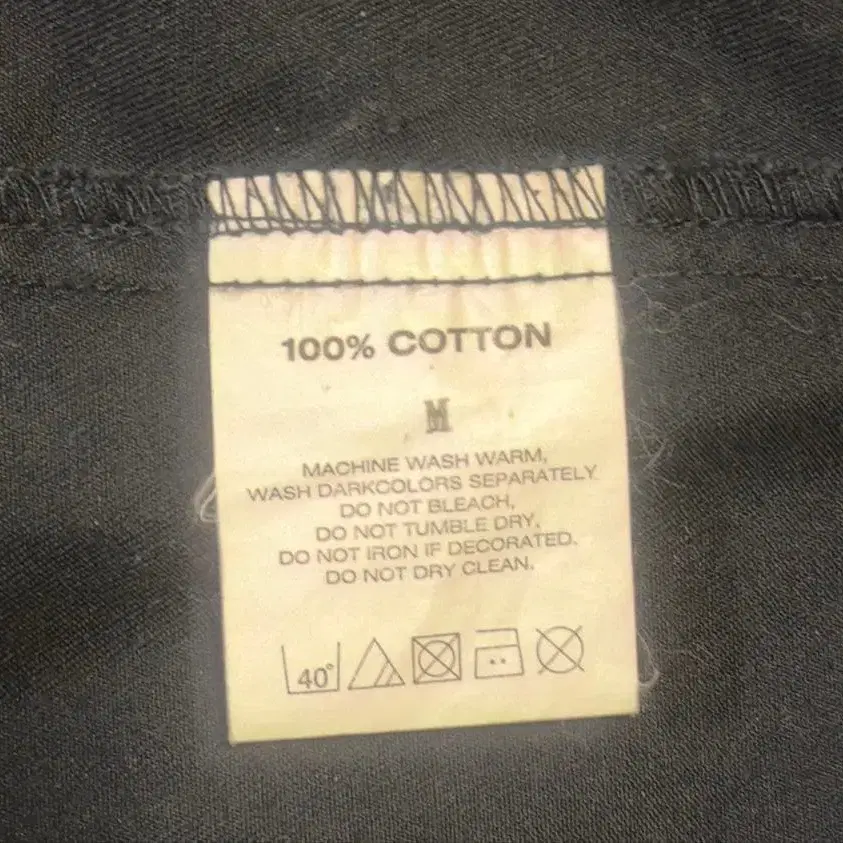 100% COTTON
M
MACHINE WASH WARM,
WASH DARKCOLORS SEPARATELY
DO NOT BLEACH,
DO NOT TUMBLE DRY,
DO NOT IRON IF DECORATED.
DO NOT DRY CLEAN.
40°